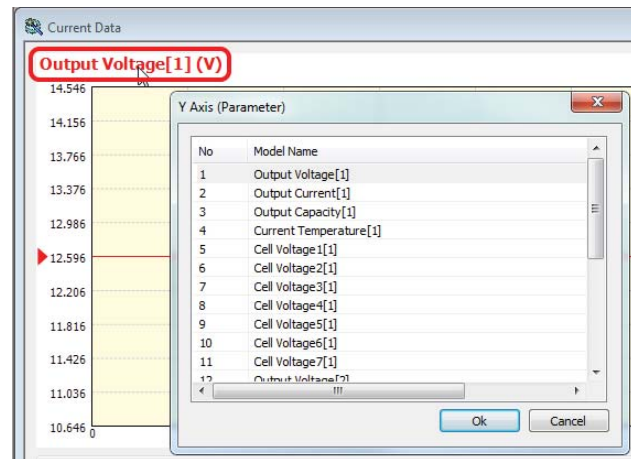 Current Data
Output Voltage[1] (V)
14.546
14.156
13.766
13.376
12.986
12.596
12.206
11.816
11.426
11.036
10.646
0
Y Axis (Parameter)
No Model Name
1 Output Voltage[1]
2 Output Current[1]
3 Output Capacity[1]
4 Current Temperature[1]
5 Cell Voltage1[1]
6 Cell Voltage2[1]
7 Cell Voltage3[1]
8 Cell Voltage4[1]
9 Cell Voltage5[1]
10 Cell Voltage6[1]
11 Cell Voltage7[1]
12 Output Voltage[2]
Ok Cancel